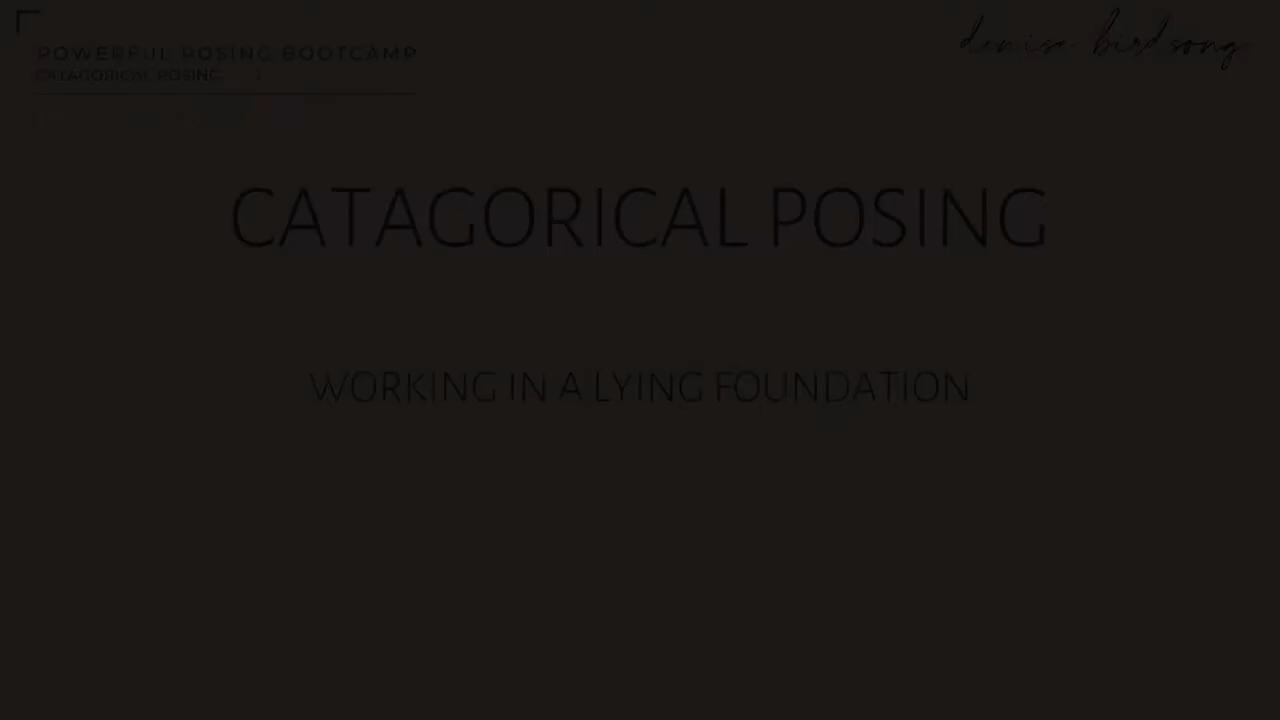 POWERFUL POSING BOOTCAMP
CATAGORICAL POSING
denise birdsong
CATAGORICAL POSING
WORKING IN A LYING FOUNDATION